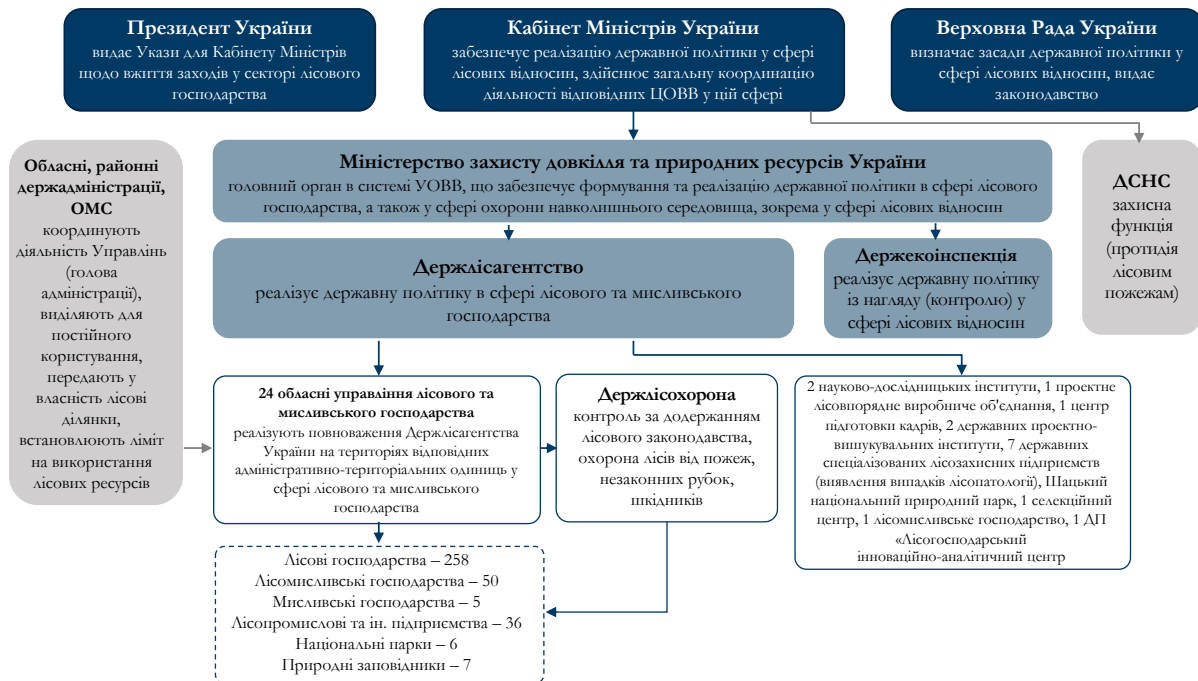 Президент України
видає Укази для Кабінету Міністрів
щодо вжиття заходів у секторі лісового
господарства
Кабінет Міністрів України
забезпечує реалізацію державної політики у сфері
лісових відносин, здійснює загальну координацію
діяльності відповідних ЦОВВ у цій сфері
Верховна Рада України
визначає засади державної політики у
сфері лісових відносин, видає
законодавство
Обласні, районні
держадміністрації,
ОМС
координують
діяльність Управлінь
(голова
адміністрації),
виділяють для
постійного
користування,
передають у
власність лісові
ділянки,
встановлюють ліміт
на використання
лісових ресурсів
Міністерство захисту довкілля та природних ресурсів України
головний орган в системі УОВВ, що забезпечує формування та реалізацію державної політики в сфері лісового
господарства, а також у сфері охорони навколишнього середовища, зокрема у сфері лісових відносин
ДСНС
захисна
функція
(протидія
лісовим
пожежам)
Держлісагентство
реалізує державну політику в сфері лісового та мисливського
господарства
Держекоінспекція
реалізує державну політику
із нагляду (контролю) у
сфері лісових відносин
24 обласні управління лісового та
мисливського господарства
реалізують повноваження Держлісагентства
України на територіях відповідних
адміністративно-територіальних одиниць у
сфері лісового та мисливського
господарства
Держлісохорона
контроль за додержанням
лісового законодавства,
охорона лісів від пожеж,
незаконних рубок,
шкідників
2 науково-дослідницьких інститути, 1 проектне
лісовпорядне виробниче об'єднання, 1 центр
підготовки кадрів, 2 державних проектно-
вишукувальних інститути, 7 державних
спеціалізованих лісозахисних підприємств
(виявлення випадків лісопатології), Шацький
національний природний парк, 1 селекційний
центр, 1 лісомисливське господарство, 1 ДП
«Лісогосподарський
інноваційно-аналітичний центр
Лісові господарства – 258
Лісомисливські господарства – 50
Мисливські господарства – 5
Лісопромислові та ін. підприємства – 36
Національні парки – 6
Природні заповідники – 7